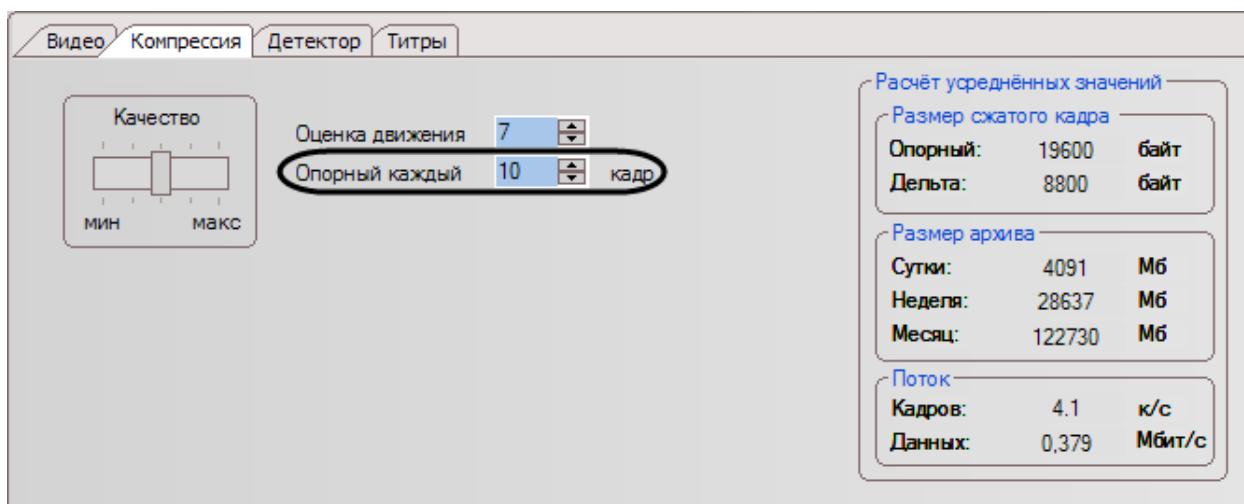 Видео Компрессия Детектор Титры
Качество
мин макс
Оценка движения 7
Опорный каждый 10 кадр
Расчёт усреднённых значений
Размер сжатого кадра
Опорный: 19600 байт
Дельта: 8800 байт
Размер архива
Сутки: 4091 Мб
Неделя: 28637 Мб
Месяц: 122730 Мб
Поток
Кадров: 4.1 к/с
Данных: 0,379 Мбит/с